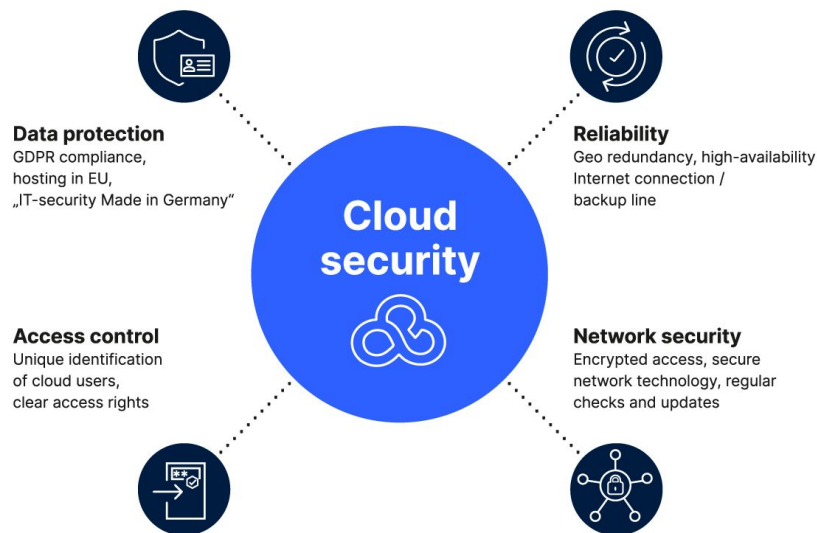 Data protection
GDPR compliance,
hosting in EU,
„IT-security Made in Germany“
Reliability
Geo redundancy, high-availability
Internet connection /
backup line
Cloud
security
Access control
Unique identification
of cloud users,
clear access rights
Network security
Encrypted access, secure
network technology, regular
checks and updates
**